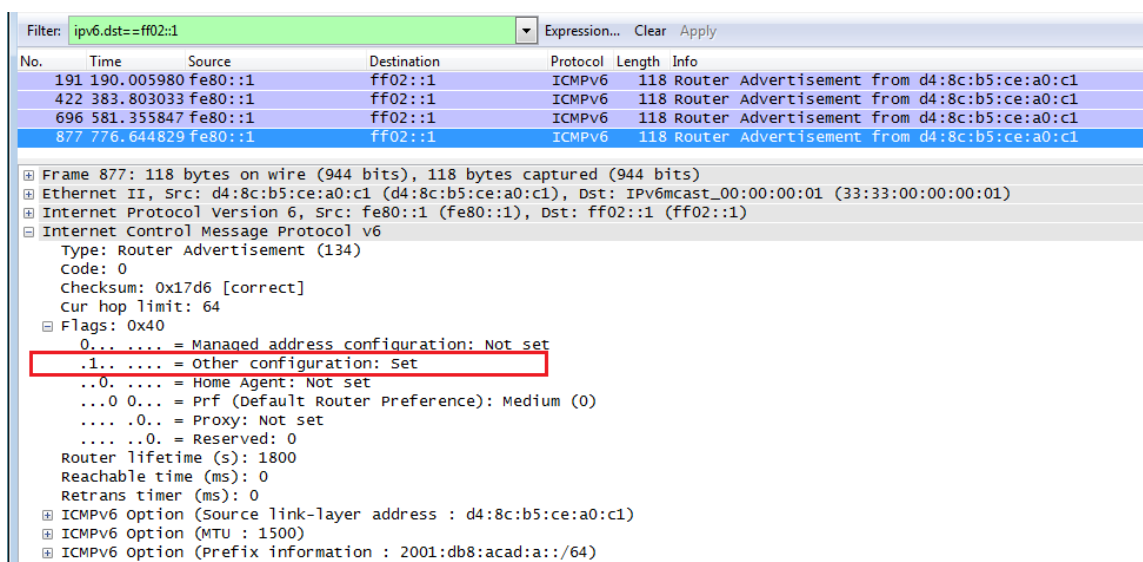 Filter: ipv6.dst==ff02::1 Expression... Clear Apply
No. Time Source Destination Protocol Length Info
191 190.005980 fe80::1 ff02::1 ICMPv6 118 Router Advertisement from d4:8c:b5:ce:a0:c1
422 383.803033 fe80::1 ff02::1 ICMPv6 118 Router Advertisement from d4:8c:b5:ce:a0:c1
696 581.355847 fe80::1 ff02::1 ICMPv6 118 Router Advertisement from d4:8c:b5:ce:a0:c1
877 776.644829 fe80::1 ff02::1 ICMPv6 118 Router Advertisement from d4:8c:b5:ce:a0:c1
Frame 877: 118 bytes on wire (944 bits), 118 bytes captured (944 bits)
Ethernet II, Src: d4:8c:b5:ce:a0:c1 (d4:8c:b5:ce:a0:c1), Dst: IPv6mcast_00:00:00:01 (33:33:00:00:00:01)
Internet Protocol Version 6, Src: fe80::1 (fe80::1), Dst: ff02::1 (ff02::1)
Internet Control Message Protocol v6
Type: Router Advertisement (134)
Code: 0
Checksum: 0x17d6 [correct]
Cur hop limit: 64
Flags: 0x40
0... .... = Managed address configuration: Not set
.1.. .... = Other configuration: Set
..0. .... = Home Agent: Not set
...0 0... = Prf (Default Router Preference): Medium (0)
.... .0.. = Proxy: Not set
.... ..0. = Reserved: 0
Router lifetime (s): 1800
Reachable time (ms): 0
Retrans timer (ms): 0
ICMPv6 Option (Source link-layer address : d4:8c:b5:ce:a0:c1)
ICMPv6 Option (MTU : 1500)
ICMPv6 Option (Prefix information : 2001:db8:acad:a::/64)